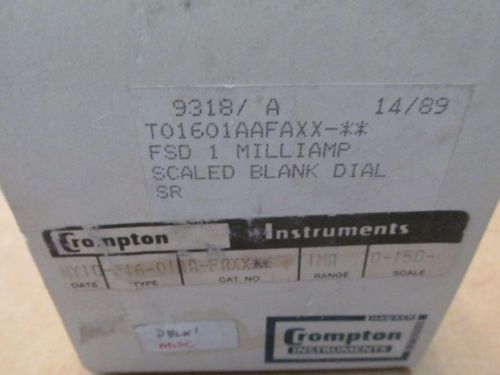 9318/ A 14/89
T01601AAFAXX-**
FSD 1 MILLIAMP
SCALED BLANK DIAL
SR
Crompton Instruments
1MA 0-150-
DATE TYPE CAT. NO RANGE SCALE
MISC
HAWKER
Crompton
INSTRUMENTS